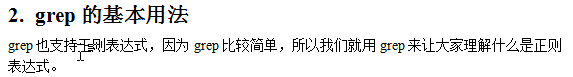 2. grep 的基本用法
grep 也支持正则表达式，因为 grep 比较简单，所以我们就用 grep 来让大家理解什么是正则
表达式。